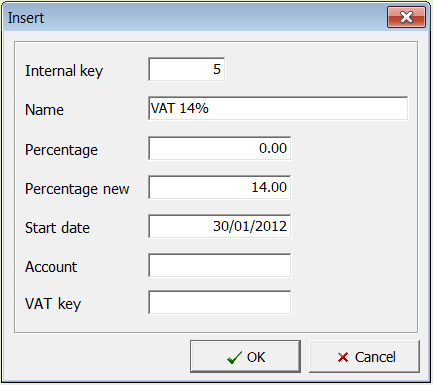 Insert
Internal key 5
Name VAT 14%
Percentage 0.00
Percentage new 14.00
Start date 30/01/2012
Account
VAT key
OK Cancel